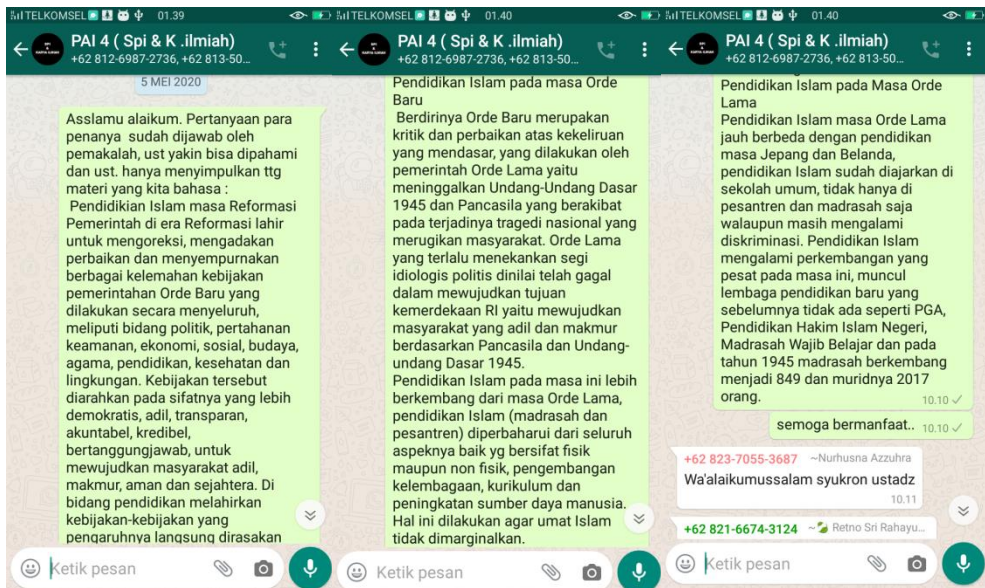 TELKOMSEL 01.39
PAI 4 ( Spi & K .ilmiah)
+62 812-6987-2736, +62 813-50...
5 MEI 2020
Asslamu alaikum. Pertanyaan para
penanya sudah dijawab oleh
pemakalah, ust yakin bisa dipahami
dan ust. hanya menyimpulkan ttg
materi yang kita bahasa :
Pendidikian Islam masa Reformasi
Pemerintah di era Reformasi lahir
untuk mengoreksi, mengadakan
perbaikan dan menyempurnakan
berbagai kelemahan kebijakan
pemerintahan Orde Baru yang
dilakukan secara menyeluruh,
meliputi bidang politik, pertahanan
keamanan, ekonomi, sosial, budaya,
agama, pendidikan, kesehatan dan
lingkungan. Kebijakan tersebut
diarahkan pada sifatnya yang lebih
demokratis, adil, transparan,
akuntabel, kredibel,
bertanggungjawab, untuk
mewujudkan masyarakat adil,
makmur, aman dan sejahtera. Di
bidang pendidikan melahirkan
kebijakan-kebijakan yang
pengaruhnya langsung dirasakan
Ketik pesan
TELKOMSEL 01.40
PAI 4 ( Spi & K .ilmiah)
+62 812-6987-2736, +62 813-50...
Pendidikan Islam pada masa Orde
Baru
Berdirinya Orde Baru merupakan
kritik dan perbaikan atas kekeliruan
yang mendasar, yang dilakukan oleh
pemerintah Orde Lama yaitu
meninggalkan Undang-Undang Dasar
1945 dan Pancasila yang berakibat
pada terjadinya tragedi nasional yang
merugikan masyarakat. Orde Lama
yang terlalu menekankan segi
idiologis politis dinilai telah gagal
dalam mewujudkan tujuan
kemerdekaan RI yaitu mewujudkan
masyarakat yang adil dan makmur
berdasarkan Pancasila dan Undang-
undang Dasar 1945.
Pendidikan Islam pada masa ini lebih
berkembang dari masa Orde Lama,
pendidikan Islam (madrasah dan
pesantren) diperbaharui dari seluruh
aspeknya baik yg bersifat fisik
maupun non fisik, pengembangan
kelembagaan, kurikulum dan
peningkatan sumber daya manusia.
Hal ini dilakukan agar umat Islam
tidak dimarginalkan.
Ketik pesan
TELKOMSEL 01.40
PAI 4 ( Spi & K .ilmiah)
+62 812-6987-2736, +62 813-50...
Pendidikan Islam pada Masa Orde
Lama
Pendidikan Islam masa Orde Lama
jauh berbeda dengan pendidikan
masa Jepang dan Belanda,
pendidikan Islam sudah diajarkan di
sekolah umum, tidak hanya di
pesantren dan madrasah saja
walaupun masih mengalami
diskriminasi. Pendidikan Islam
mengalami perkembangan yang
pesat pada masa ini, muncul
lembaga pendidikan baru yang
sebelumnya tidak ada seperti PGA,
Pendidikan Hakim Islam Negeri,
Madrasah Wajib Belajar dan pada
tahun 1945 madrasah berkembang
menjadi 849 dan muridnya 2017
orang. 10.10
semoga bermanfaat.. 10.10
+62 823-7055-3687 ~Nurhusna Azzuhra
Wa'alaikumussalam syukron ustadz
10.11
+62 821-6674-3124 ~ Retno Sri Rahayu...
Ketik pesan